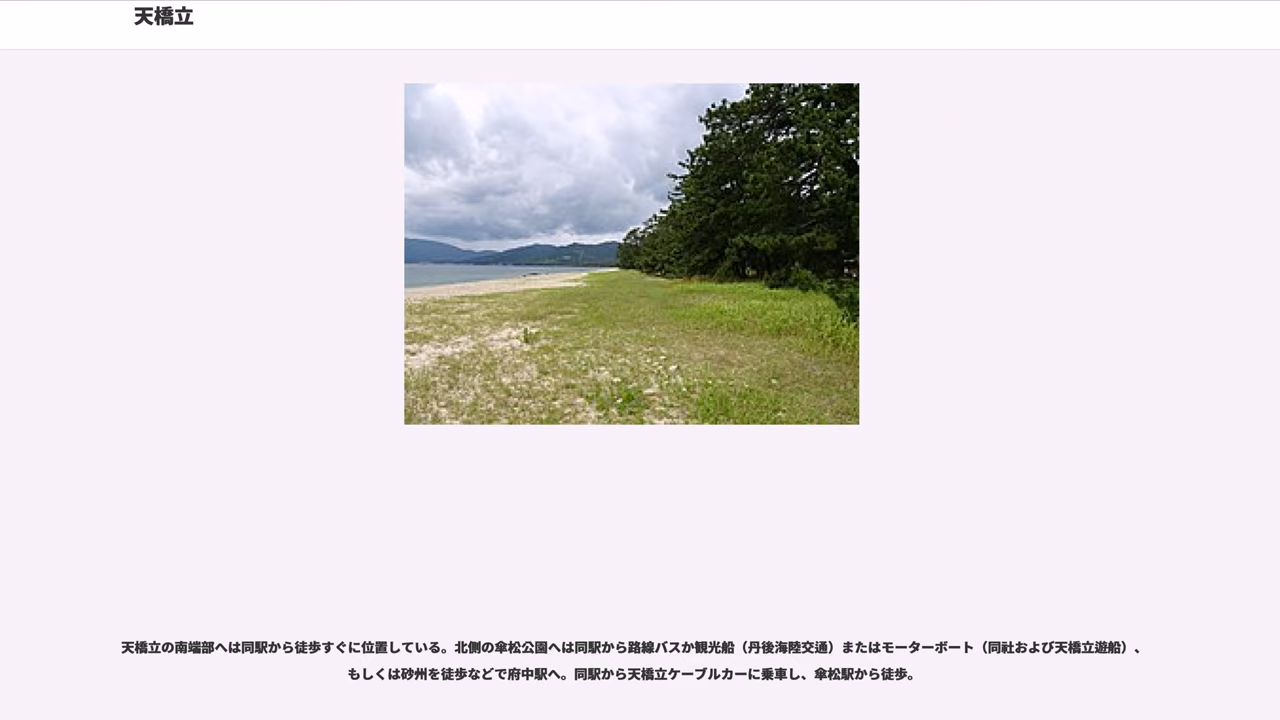 天橋立
天橋立の南端部へは同駅から徒歩すぐに位置している。北側の傘松公園へは同駅から路線バスか観光船（丹後海陸交通）またはモーターボート（同社および天橋立遊船）、
もしくは砂州を徒歩などで府中駅へ。同駅から天橋立ケーブルカーに乗車し、傘松駅から徒歩。